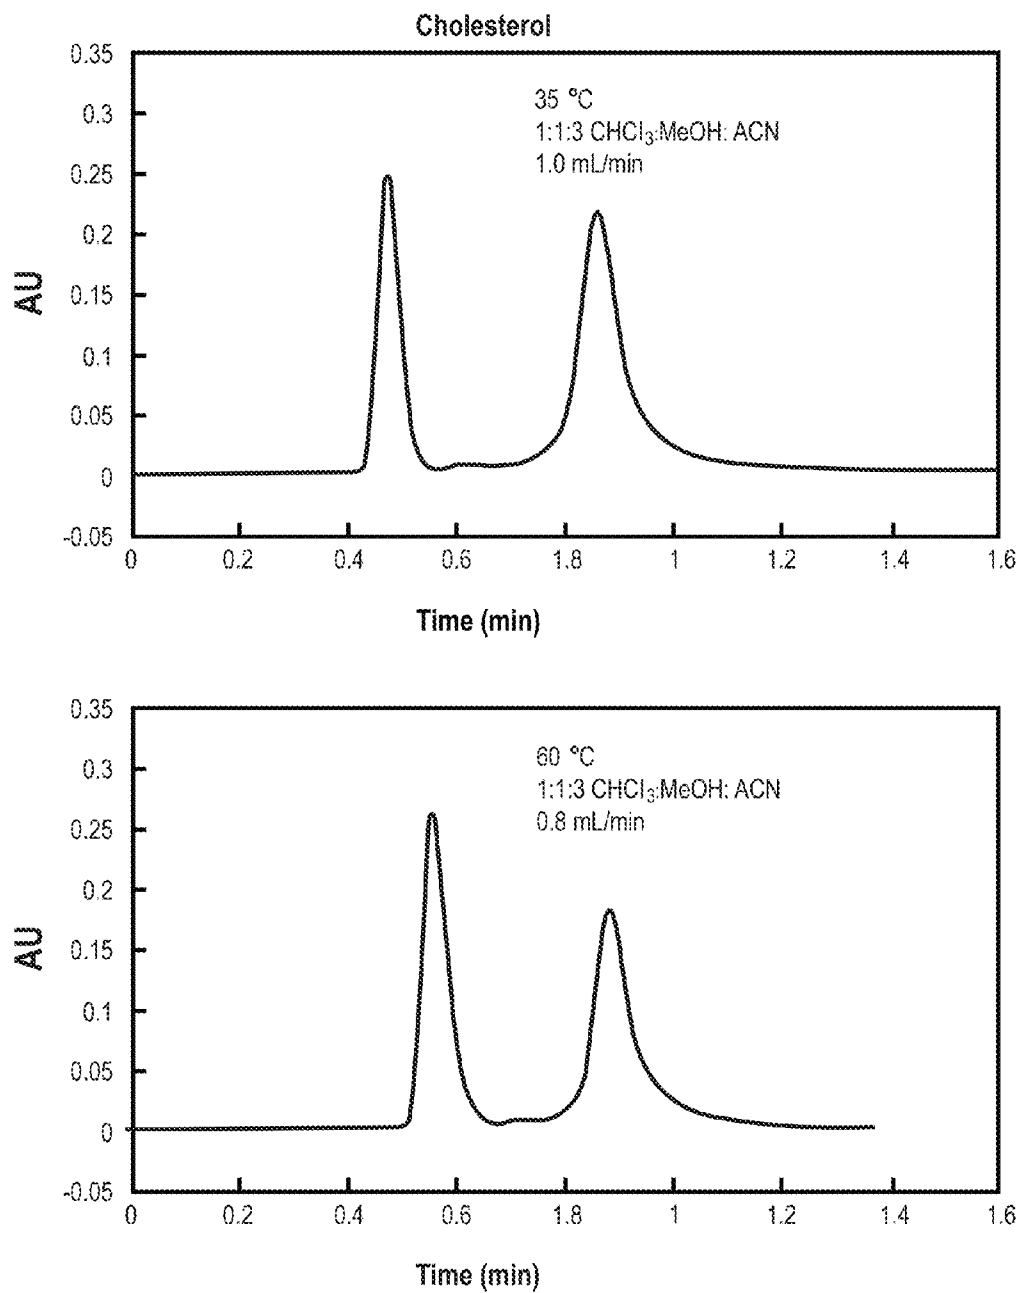 Cholesterol
0.35
0.3
0.25
0.2
0.15
0.1
0.05
0
-0.05
AU
35 °C
1:1:3 CHCl₃:MeOH: ACN
1.0 mL/min
0 0.2 0.4 0.6 1.8 1 1.2 1.4 1.6
Time (min)
0.35
0.3
0.25
0.2
0.15
0.1
0.05
0
-0.05
AU
60 °C
1:1:3 CHCl₃:MeOH: ACN
0.8 mL/min
0 0.2 0.4 0.6 1.8 1 1.2 1.4 1.6
Time (min)